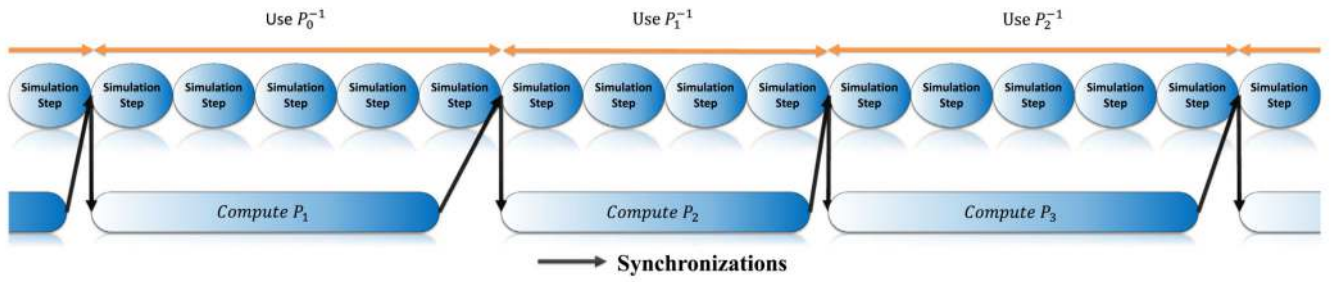 Use P₀⁻¹ Use P₁⁻¹ Use P₂⁻¹
Simulation Simulation Simulation Simulation Simulation Simulation Simulation Simulation Simulation Simulation Simulation Simulation Simulation Simulation Simulation Simulation
Step Step Step Step Step Step Step Step Step Step Step Step Step Step Step Step
Compute P₁ Compute P₂ Compute P₃
Synchronizations